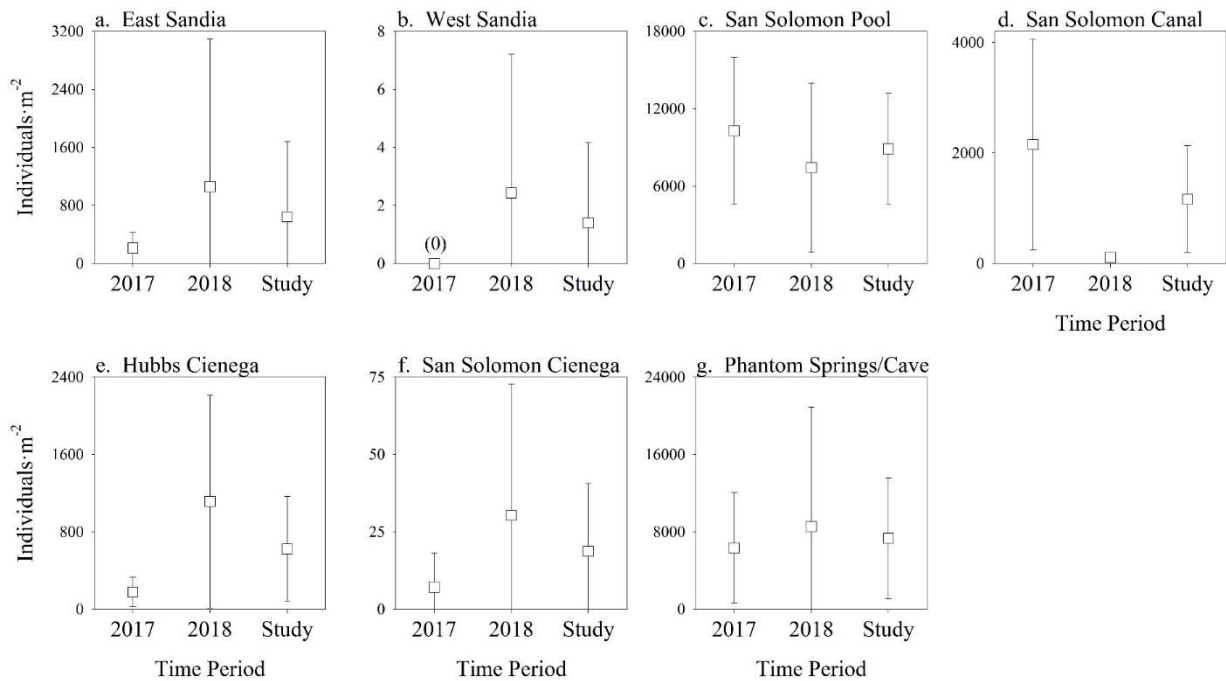 a. East Sandia
b. West Sandia
c. San Solomon Pool
d. San Solomon Canal
Individuals·m⁻²
3200
2400
1600
800
0
2017 2018 Study
8
6
4
2
0
(0)
2017 2018 Study
18000
12000
6000
0
2017 2018 Study
4000
2000
0
2017 2018 Study
Time Period
e. Hubbs Cienega
f. San Solomon Cienega
g. Phantom Springs/Cave
Individuals·m⁻²
2400
1600
800
0
2017 2018 Study
Time Period
75
50
25
0
2017 2018 Study
Time Period
24000
16000
8000
0
2017 2018 Study
Time Period